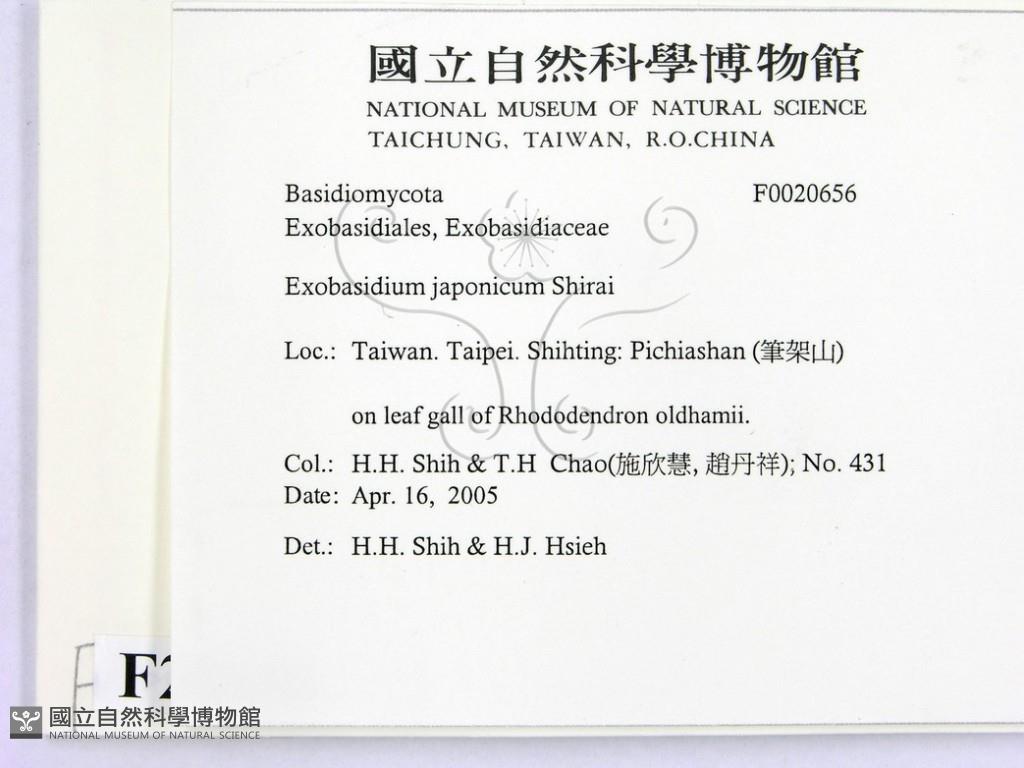 國立自然科學博物館
NATIONAL MUSEUM OF NATURAL SCIENCE
TAICHUNG, TAIWAN, R.O.CHINA
Basidiomycota F0020656
Exobasidiales, Exobasidiaceae
Exobasidium japonicum Shirai
Loc.: Taiwan. Taipei. Shihting: Pichiashan (筆架山)
on leaf gall of Rhododendron oldhamii.
Col.: H.H. Shih & T.H Chao(施欣慧, 趙丹祥); No. 431
Date: Apr. 16, 2005
Det.: H.H. Shih & H.J. Hsieh
國立自然科學博物館
NATIONAL MUSEUM OF NATURAL SCIENCE